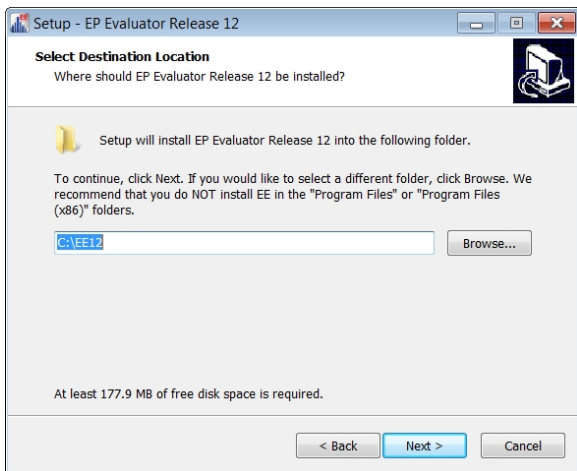 Setup - EP Evaluator Release 12
Select Destination Location
Where should EP Evaluator Release 12 be installed?
Setup will install EP Evaluator Release 12 into the following folder.
To continue, click Next. If you would like to select a different folder, click Browse. We
recommend that you do NOT install EE in the "Program Files" or "Program Files
(x86)" folders.
C:\EE12
Browse...
At least 177.9 MB of free disk space is required.
< Back
Next >
Cancel